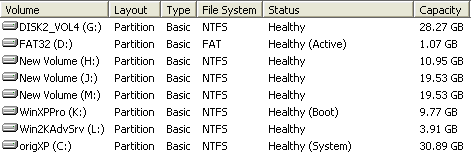 Volume Layout Type File System Status Capacity
DISK2_VOL4 (G:) Partition Basic NTFS Healthy 28.27 GB
FAT32 (D:) Partition Basic FAT Healthy (Active) 1.07 GB
New Volume (H:) Partition Basic NTFS Healthy 10.95 GB
New Volume (J:) Partition Basic NTFS Healthy 19.53 GB
New Volume (M:) Partition Basic NTFS Healthy 19.53 GB
WinXPPro (K:) Partition Basic NTFS Healthy (Boot) 9.77 GB
Win2KAdvSrv (L:) Partition Basic NTFS Healthy 3.91 GB
origXP (C:) Partition Basic NTFS Healthy (System) 30.89 GB